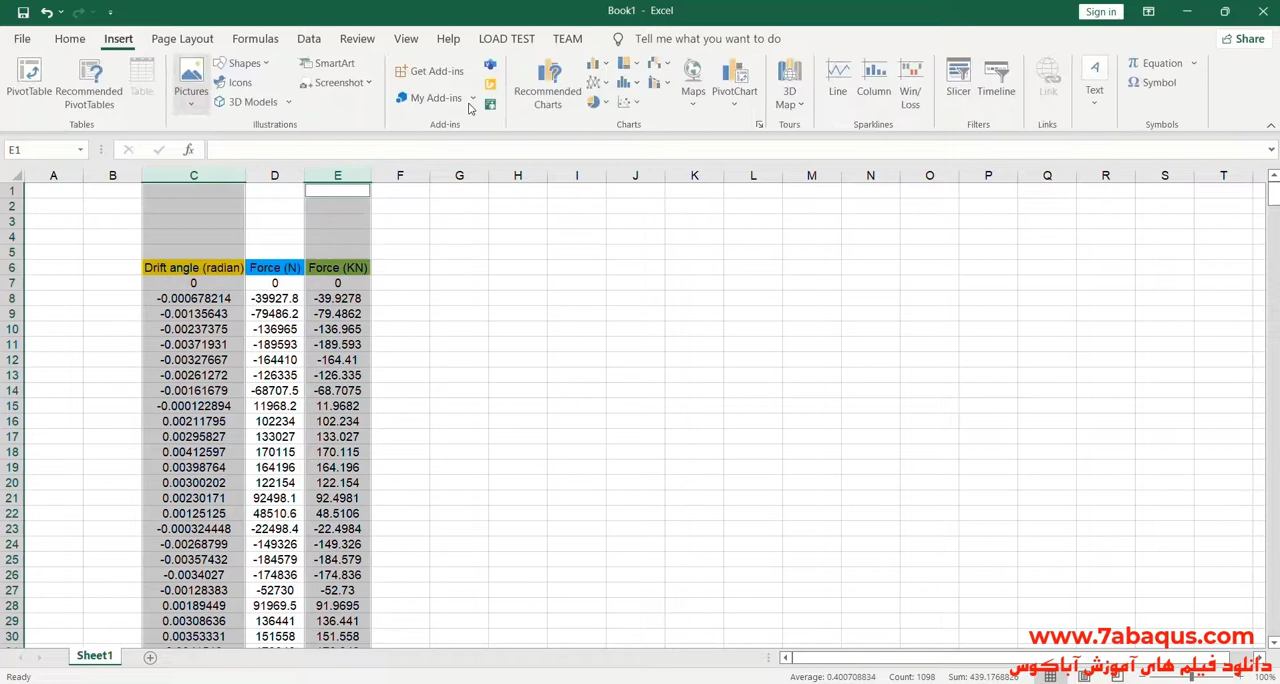 Book1 - Excel
Sign in
File Home Insert Page Layout Formulas Data Review View Help LOAD TEST TEAM Tell me what you want to do Share
PivotTable Recommended PivotTables Table
Pictures Shapes Icons 3D Models SmartArt Screenshot
Get Add-ins My Add-ins
Recommended Charts Maps PivotChart
3D Map
Line Column Win/Loss
Slicer Timeline
Link
Text
Equation Symbol
Tables Illustrations Add-ins Charts Tours Sparklines Filters Links Symbols
E1 fx
A B C D E F G H I J K L M N O P Q R S T
1
2
3
4
5
6 Drift angle (radian) Force (N) Force (KN)
7 0 0 0
8 -0.000678214 -39927.8 -39.9278
9 -0.00135643 -79486.2 -79.4862
10 -0.00237375 -136965 -136.965
11 -0.00371931 -189593 -189.593
12 -0.00327667 -164410 -164.41
13 -0.00261272 -126335 -126.335
14 -0.00161679 -68707.5 -68.7075
15 -0.000122894 11968.2 11.9682
16 0.00211795 102234 102.234
17 0.00295827 133027 133.027
18 0.00412597 170115 170.115
19 0.00398764 164196 164.196
20 0.00300202 122154 122.154
21 0.00230171 92498.1 92.4981
22 0.00125125 48510.6 48.5106
23 -0.000324448 -22498.4 -22.4984
24 -0.00268799 -149326 -149.326
25 -0.00357432 -184579 -184.579
26 -0.0034027 -174836 -174.836
27 -0.00128383 -52730 -52.73
28 0.00189449 91969.5 91.9695
29 0.00308636 136441 136.441
30 0.00353331 151558 151.558
www.7abaqus.com
دانلود فیلم های آموزش آباکوس
Sheet1
Ready Average: 0.400708834 Count: 1098 Sum: 439.1768826 100%